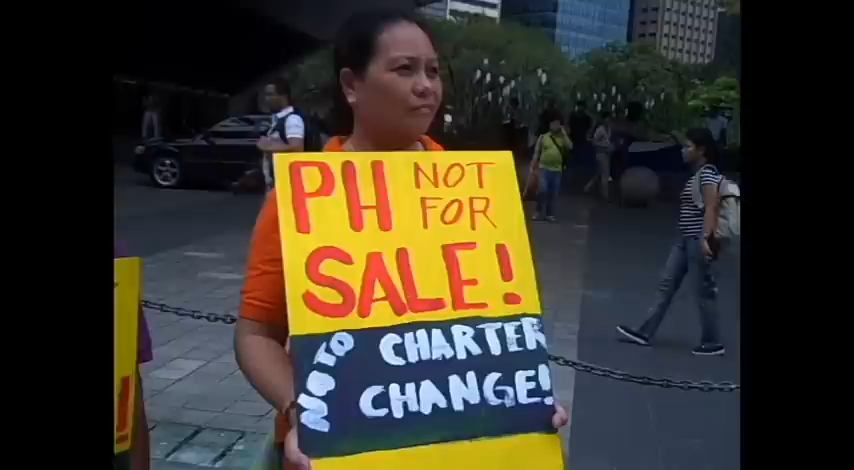 PH NOT FOR
SALE!
NO TO CHARTER
CHANGE!
!